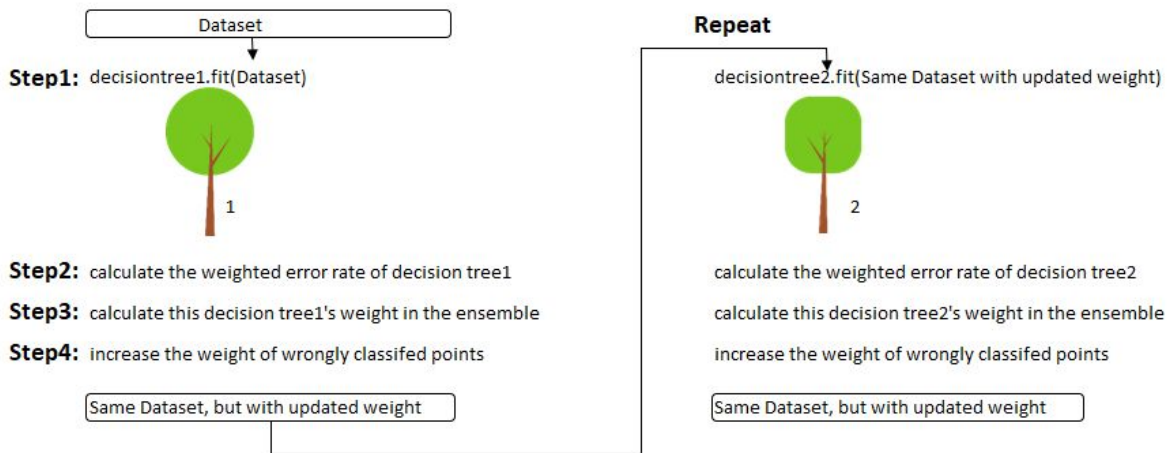 Dataset
Step1: decisiontree1.fit(Dataset)
1
Step2: calculate the weighted error rate of decision tree1
Step3: calculate this decision tree1's weight in the ensemble
Step4: increase the weight of wrongly classifed points
Same Dataset, but with updated weight
Repeat
decisiontree2.fit(Same Dataset with updated weight)
2
calculate the weighted error rate of decision tree2
calculate this decision tree2's weight in the ensemble
increase the weight of wrongly classifed points
Same Dataset, but with updated weight